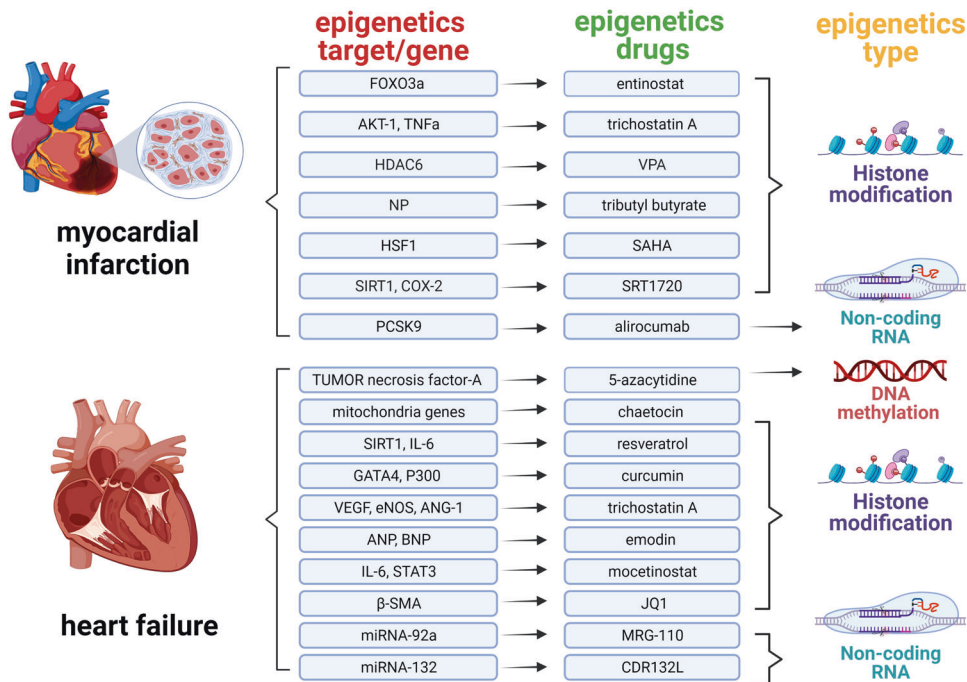 epigenetics
target/gene
epigenetics
drugs
epigenetics
type
myocardial
infarction
FOXO3a
entinostat
AKT-1, TNFa
trichostatin A
HDAC6
VPA
NP
tributyl butyrate
HSF1
SAHA
SIRT1, COX-2
SRT1720
Histone
modification
PCSK9
alirocumab
Non-coding
RNA
heart failure
TUMOR necrosis factor-A
5-azacytidine
DNA
methylation
mitochondria genes
chaetocin
SIRT1, IL-6
resveratrol
GATA4, P300
curcumin
VEGF, eNOS, ANG-1
trichostatin A
ANP, BNP
emodin
IL-6, STAT3
mocetinostat
β-SMA
JQ1
Histone
modification
miRNA-92a
MRG-110
miRNA-132
CDR132L
Non-coding
RNA